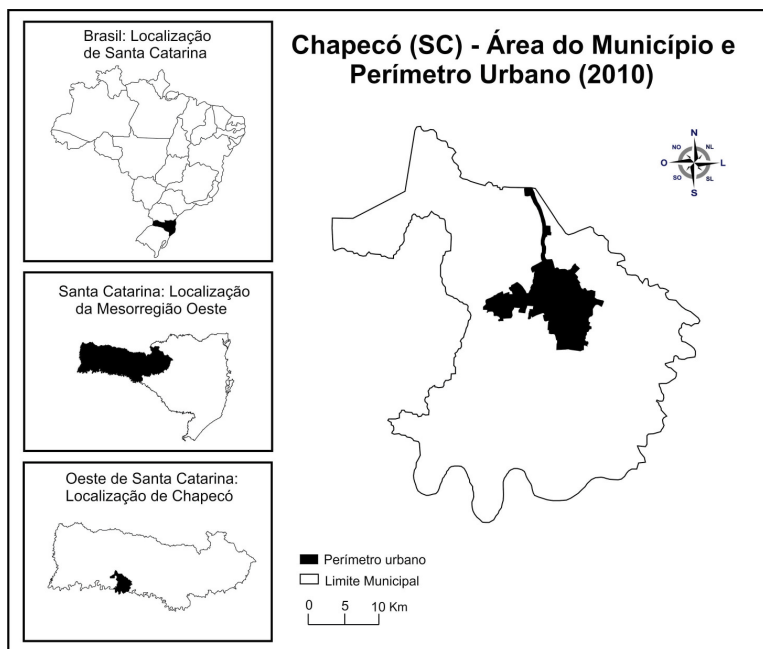 Brasil: Localização
de Santa Catarina
Santa Catarina: Localização
da Mesorregião Oeste
Oeste de Santa Catarina:
Localização de Chapecó
Chapecó (SC) - Área do Município e
Perímetro Urbano (2010)
N
NO NL
O L
SO SL
S
Perímetro urbano
Limite Municipal
0 5 10 Km